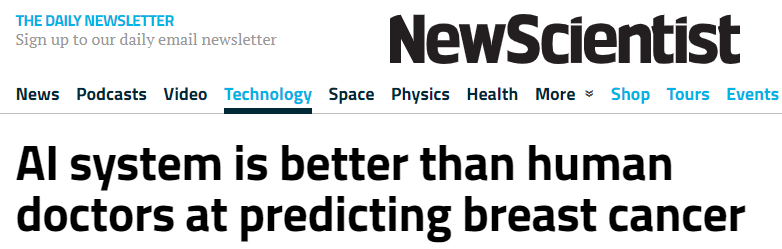 THE DAILY NEWSLETTER
Sign up to our daily email newsletter
NewScientist
News Podcasts Video Technology Space Physics Health More Shop Tours Events
AI system is better than human
doctors at predicting breast cancer